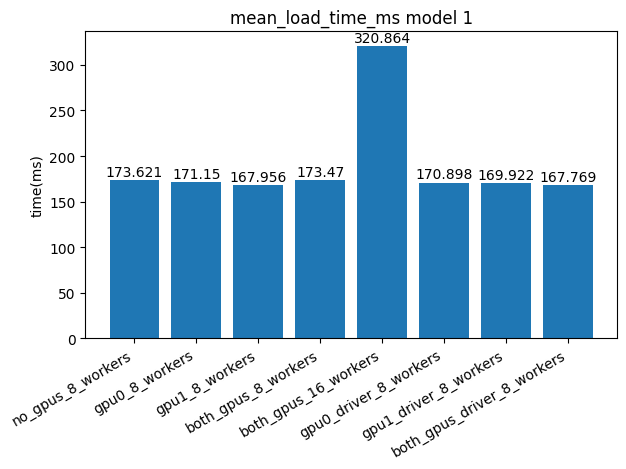 mean_load_time_ms model 1
time(ms)
300
250
200
150
100
50
0
173.621
171.15
167.956
173.47
320.864
170.898
169.922
167.769
no_gpus_8_workers
gpu0_8_workers
gpu1_8_workers
both_gpus_8_workers
both_gpus_16_workers
gpu0_driver_8_workers
gpu1_driver_8_workers
both_gpus_driver_8_workers